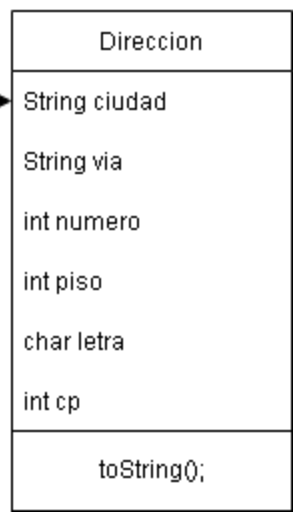 Direccion
String ciudad
String via
int numero
int piso
char letra
int cp
toString();